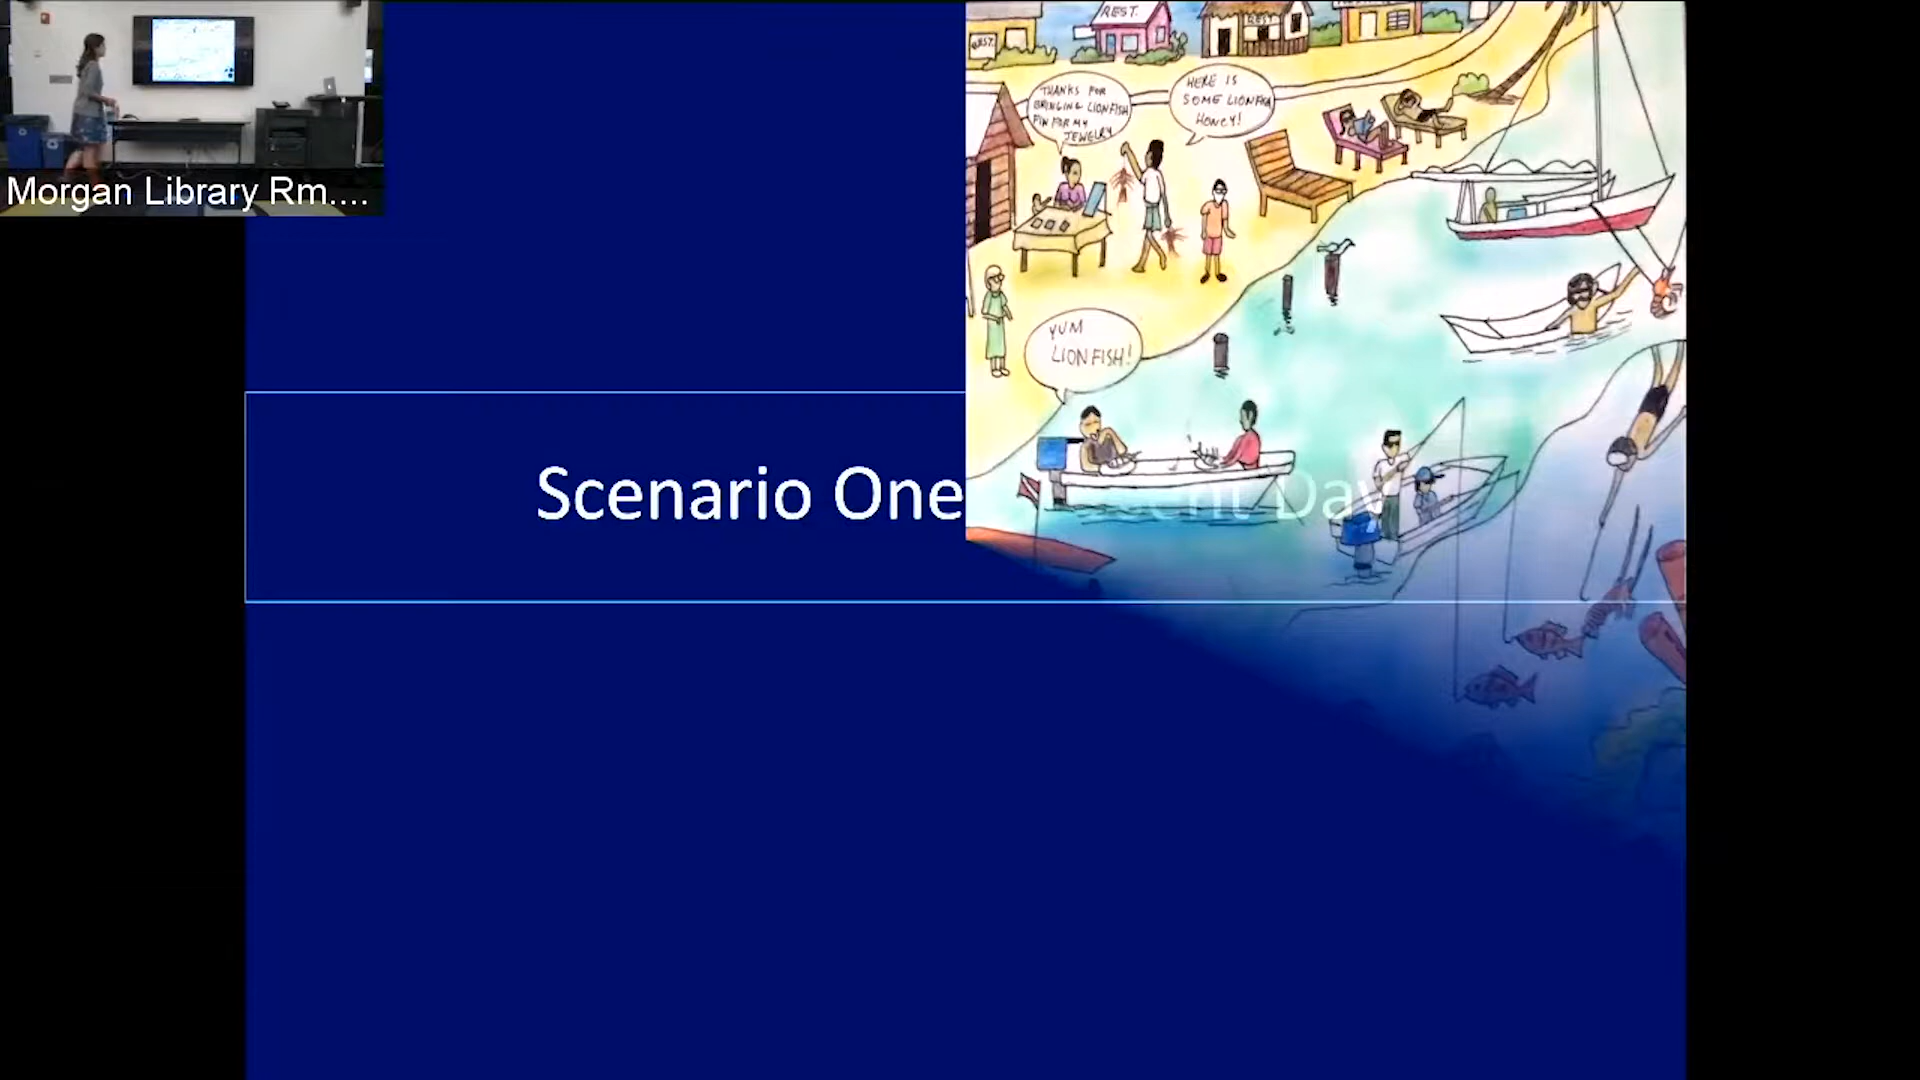 Morgan Library Rm....
REST.
REST.
REST
THANKS FOR
BRINGING LIONFISH
FIN FOR MY
JEWELRY
HERE IS
SOME LIONFISH
HONEY!
YUM
LIONFISH!
Scenario One
Day